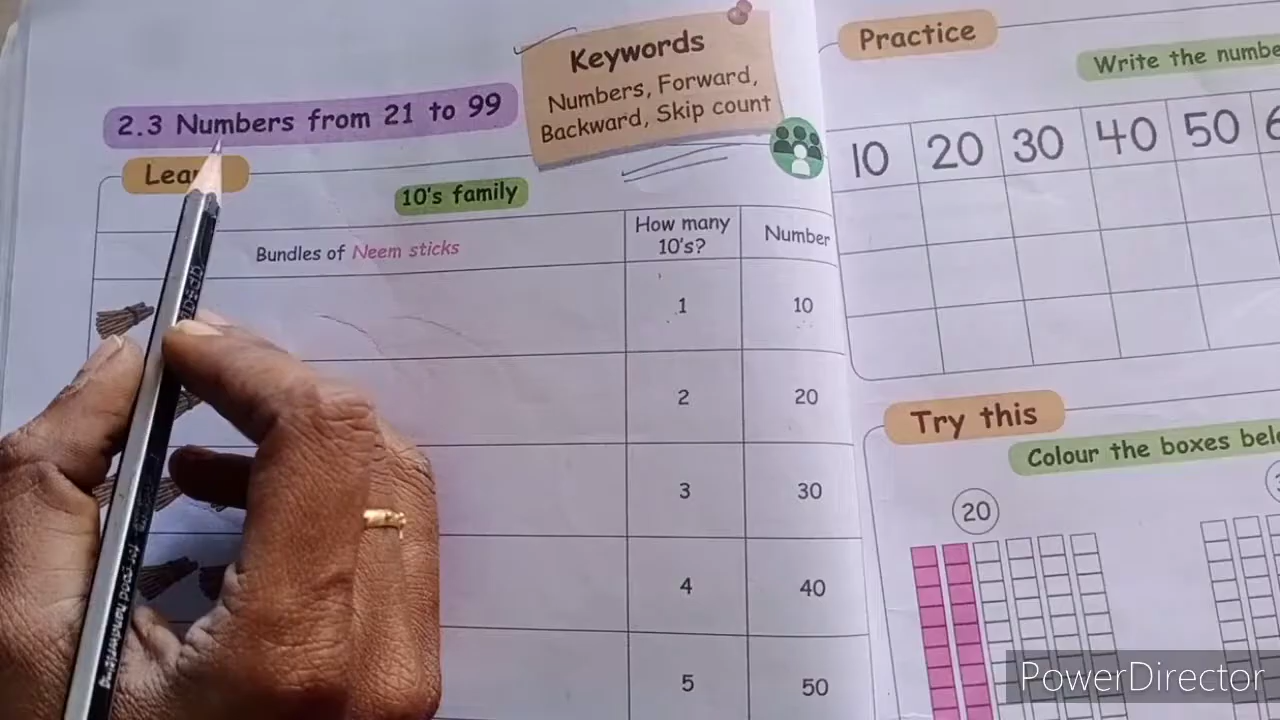 Keywords
Numbers, Forward,
Backward, Skip count
2.3 Numbers from 21 to 99
10's family
Bundles of Neem sticks
How many
10's?
Number
1
10
2
20
3
30
4
40
5
50
Practice
Write the
10 20 30 40 50
Try this
Colour the boxes
20
PowerDirector